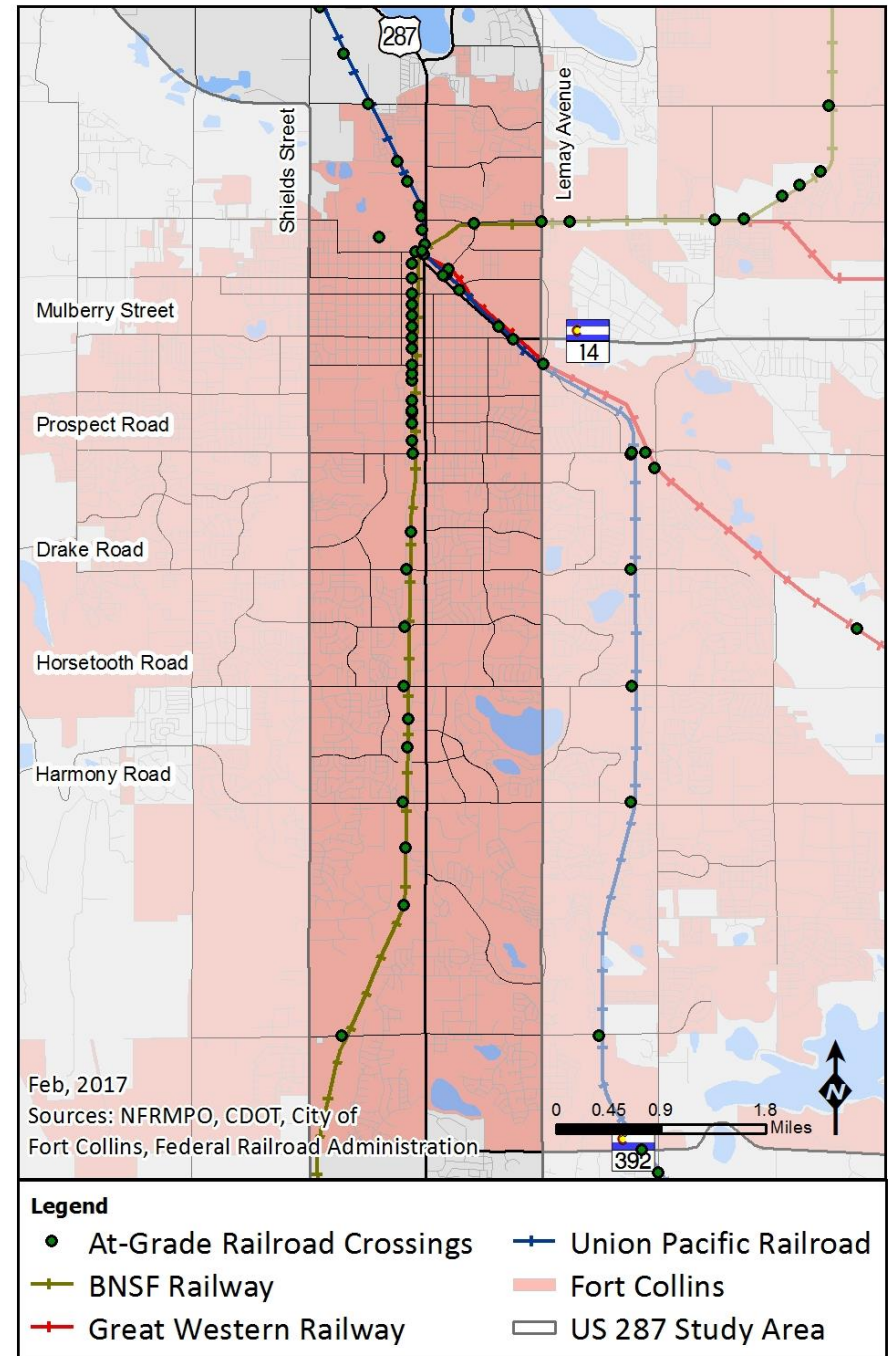 287
Shields Street
Lemay Avenue
Mulberry Street
14
Prospect Road
Drake Road
Horsetooth Road
Harmony Road
Feb, 2017
Sources: NFRMPO, CDOT, City of
Fort Collins, Federal Railroad Administration
0 0.45 0.9 1.8
Miles
N
392
Legend
At-Grade Railroad Crossings
BNSF Railway
Great Western Railway
Union Pacific Railroad
Fort Collins
US 287 Study Area